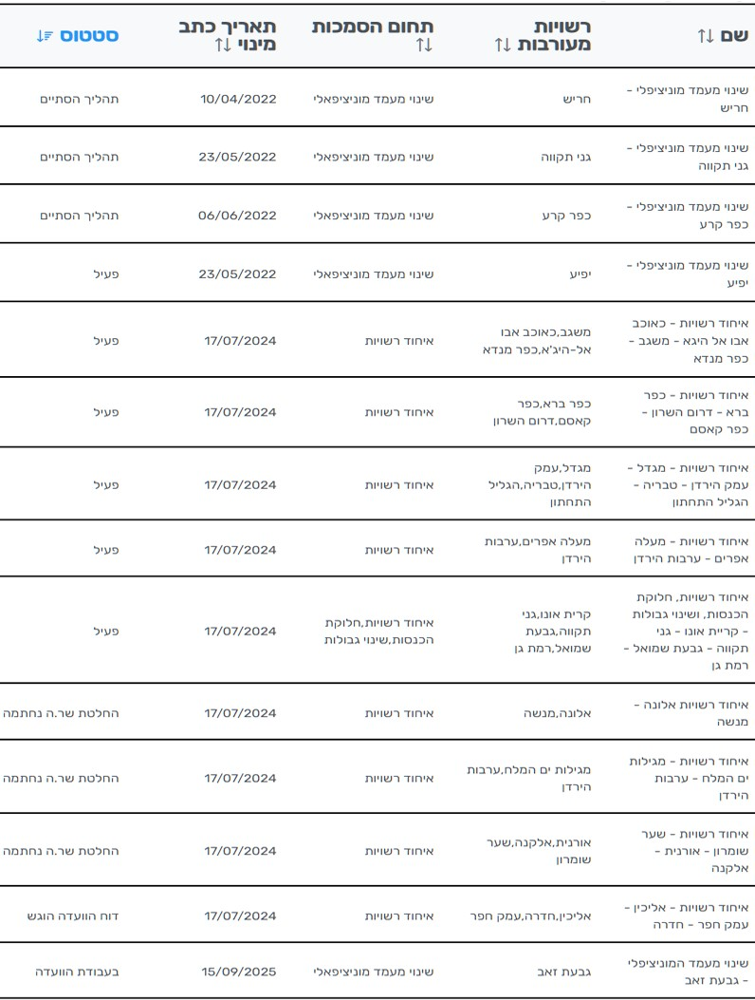 שם
רשויות
מעורבות
תחום הסמכות
תאריך כתב
מינוי
סטטוס
שינוי מעמד מוניציפלי -
חריש
חריש
שינוי מעמד מוניציפאלי
10/04/2022
תהליך הסתיים
שינוי מעמד מוניציפלי -
גני תקווה
גני תקווה
שינוי מעמד מוניציפאלי
23/05/2022
תהליך הסתיים
שינוי מעמד מוניציפלי -
כפר קרע
כפר קרע
שינוי מעמד מוניציפאלי
06/06/2022
תהליך הסתיים
שינוי מעמד מוניציפלי -
יפיע
יפיע
שינוי מעמד מוניציפאלי
23/05/2022
פעיל
איחוד רשויות - כאוכב
אבו אל היגא - משגב -
כפר מנדא
משגב,כאוכב אבו
אל-היג'א,כפר מנדא
איחוד רשויות
17/07/2024
פעיל
איחוד רשויות - כפר
ברא - דרום השרון -
כפר קאסם
כפר ברא,כפר
קאסם,דרום השרון
איחוד רשויות
17/07/2024
פעיל
איחוד רשויות - מגדל -
עמק הירדן - טבריה -
הגליל התחתון
מגדל,עמק
הירדן,טבריה,הגליל
התחתון
איחוד רשויות
17/07/2024
פעיל
איחוד רשויות - מעלה
אפרים - ערבות הירדן
מעלה אפרים,ערבות
הירדן
איחוד רשויות
17/07/2024
פעיל
איחוד רשויות, חלוקת
הכנסות, ושינוי גבולות
- קריית אונו - גני
תקווה - גבעת שמואל -
רמת גן
קרית אונו,גני
תקווה,גבעת
שמואל,רמת גן
איחוד רשויות,חלוקת
הכנסות,שינוי גבולות
17/07/2024
פעיל
איחוד רשויות אלונה -
מנשה
אלונה,מנשה
איחוד רשויות
17/07/2024
החלטת שר.ה נחתמה
איחוד רשויות - מגילות
ים המלח - ערבות
הירדן
מגילות ים המלח,ערבות
הירדן
איחוד רשויות
17/07/2024
החלטת שר.ה נחתמה
איחוד רשויות - שער
שומרון - אורנית -
אלקנה
אורנית,אלקנה,שער
שומרון
איחוד רשויות
17/07/2024
החלטת שר.ה נחתמה
איחוד רשויות - אליכין -
עמק חפר - חדרה
אליכין,חדרה,עמק חפר
איחוד רשויות
17/07/2024
דוח הוועדה הוגש
שינוי מעמד המוניציפלי
- גבעת זאב
גבעת זאב
שינוי מעמד מוניציפאלי
15/09/2025
בעבודת הוועדה